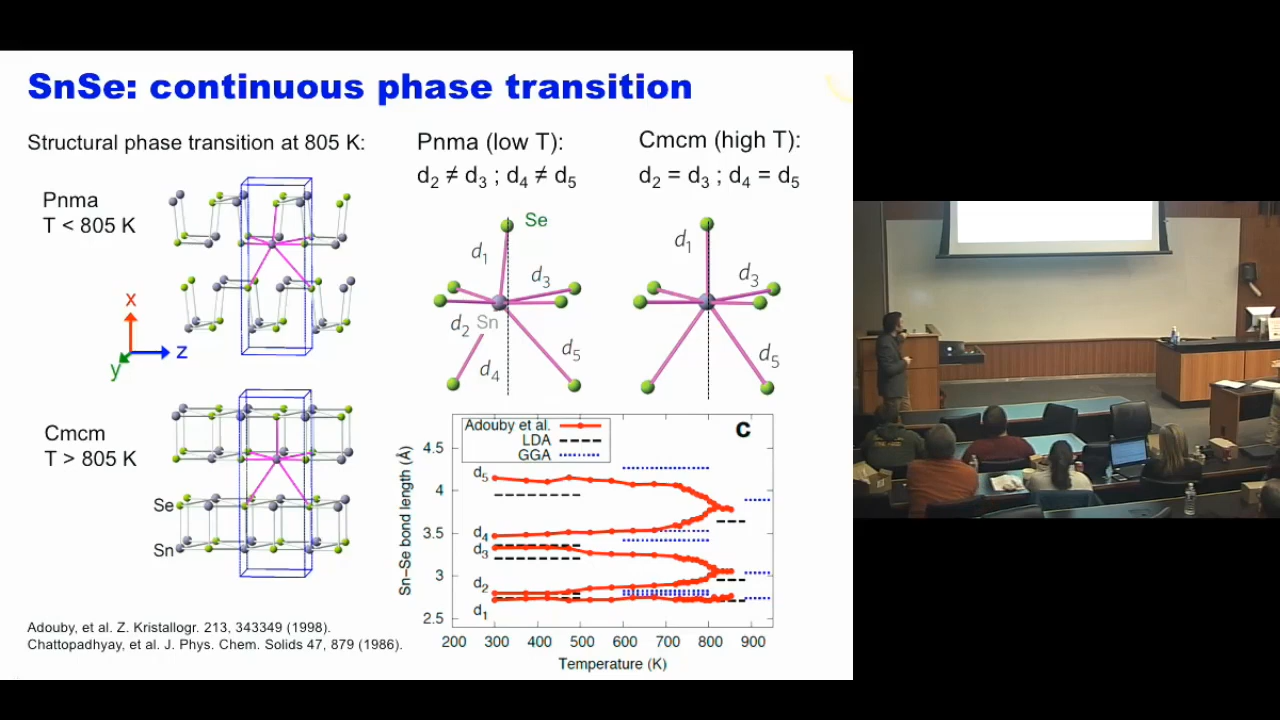 SnSe: continuous phase transition
Structural phase transition at 805 K:
Pnma
T < 805 K
x
z
y
Cmcm
T > 805 K
Se
Sn
Adouby, et al. Z. Kristallogr. 213, 343349 (1998).
Chattopadhyay, et al. J. Phys. Chem. Solids 47, 879 (1986).
Pnma (low T):
d2 ≠ d3 ; d4 ≠ d5
Se
d1
d3
d2
Sn
d4
d5
Cmcm (high T):
d2 = d3 ; d4 = d5
d1
d3
d5
Adouby et al.
LDA
GGA
c
Sn–Se bond length (Å)
4.5
4
3.5
3
2.5
d5
d4
d3
d2
d1
200 300 400 500 600 700 800 900
Temperature (K)